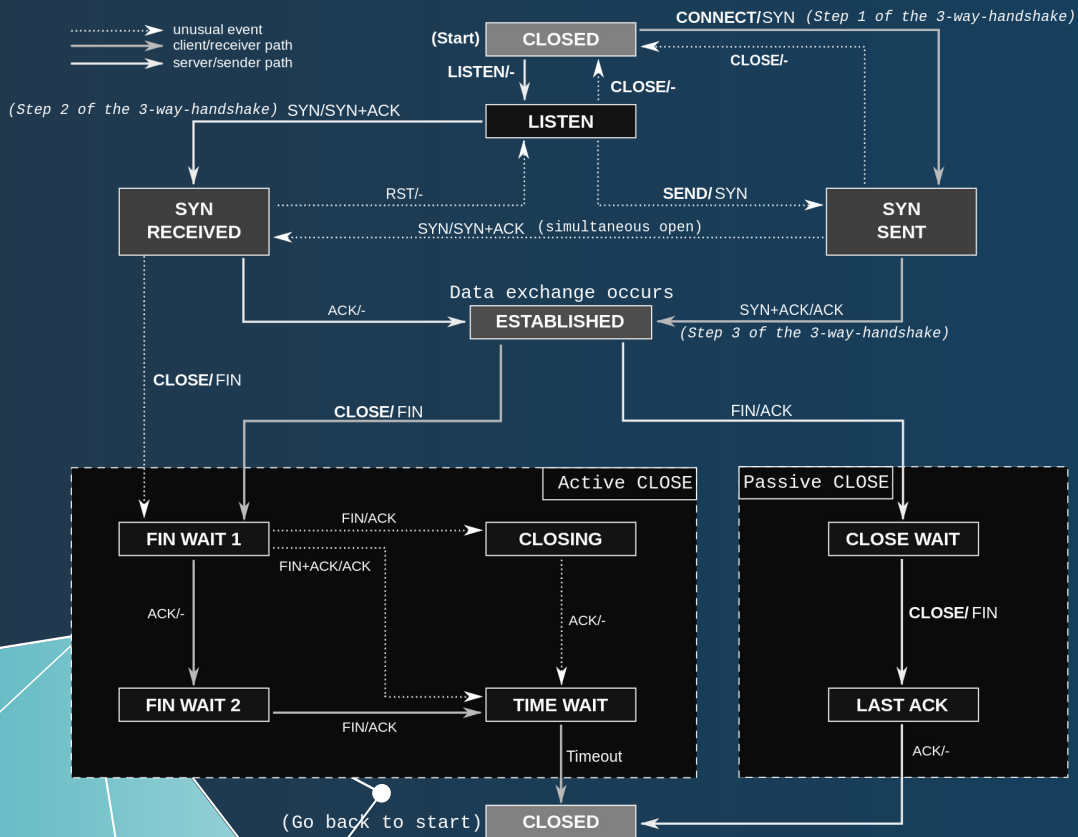 CONNECT/SYN (Step 1 of the 3-way-handshake)
unusual event
client/receiver path
server/sender path
(Start) CLOSED
CLOSE/-
LISTEN/-
CLOSE/-
(Step 2 of the 3-way-handshake) SYN/SYN+ACK
LISTEN
RST/-
SEND/SYN
SYN
RECEIVED
SYN
SENT
SYN/SYN+ACK (simultaneous open)
Data exchange occurs
ACK/-
ESTABLISHED
SYN+ACK/ACK
(Step 3 of the 3-way-handshake)
CLOSE/FIN
CLOSE/FIN
FIN/ACK
Active CLOSE
Passive CLOSE
FIN WAIT 1
FIN/ACK
CLOSING
CLOSE WAIT
FIN+ACK/ACK
ACK/-
ACK/-
CLOSE/FIN
FIN WAIT 2
FIN/ACK
TIME WAIT
LAST ACK
Timeout
ACK/-
(Go back to start) CLOSED